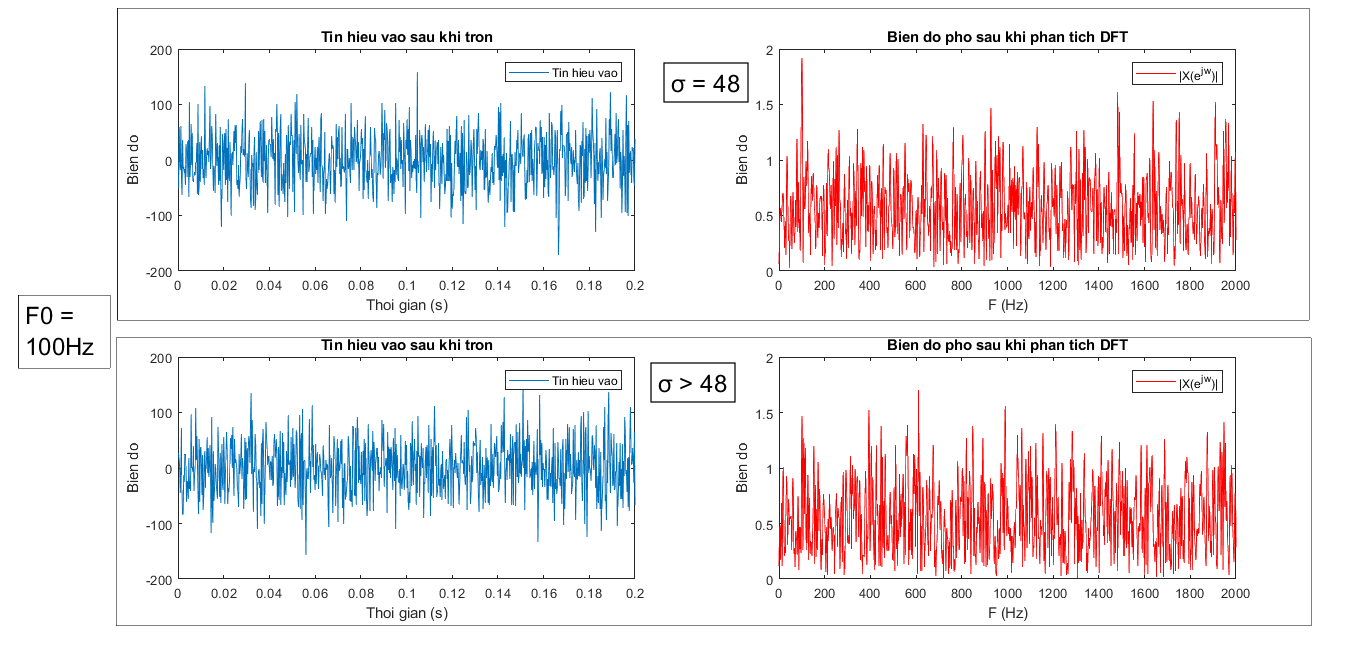 F0 =
100Hz
Tin hieu vao sau khi tron
200
100
0
-100
-200
Bien do
0 0.02 0.04 0.06 0.08 0.1 0.12 0.14 0.16 0.18 0.2
Thoi gian (s)
Tin hieu vao
σ = 48
Bien do pho sau khi phan tich DFT
2
1.5
1
0.5
0
Bien do
0 200 400 600 800 1000 1200 1400 1600 1800 2000
F (Hz)
|X(e^jw)|
Tin hieu vao sau khi tron
200
100
0
-100
-200
Bien do
0 0.02 0.04 0.06 0.08 0.1 0.12 0.14 0.16 0.18 0.2
Thoi gian (s)
Tin hieu vao
σ > 48
Bien do pho sau khi phan tich DFT
2
1.5
1
0.5
0
Bien do
0 200 400 600 800 1000 1200 1400 1600 1800 2000
F (Hz)
|X(e^jw)|